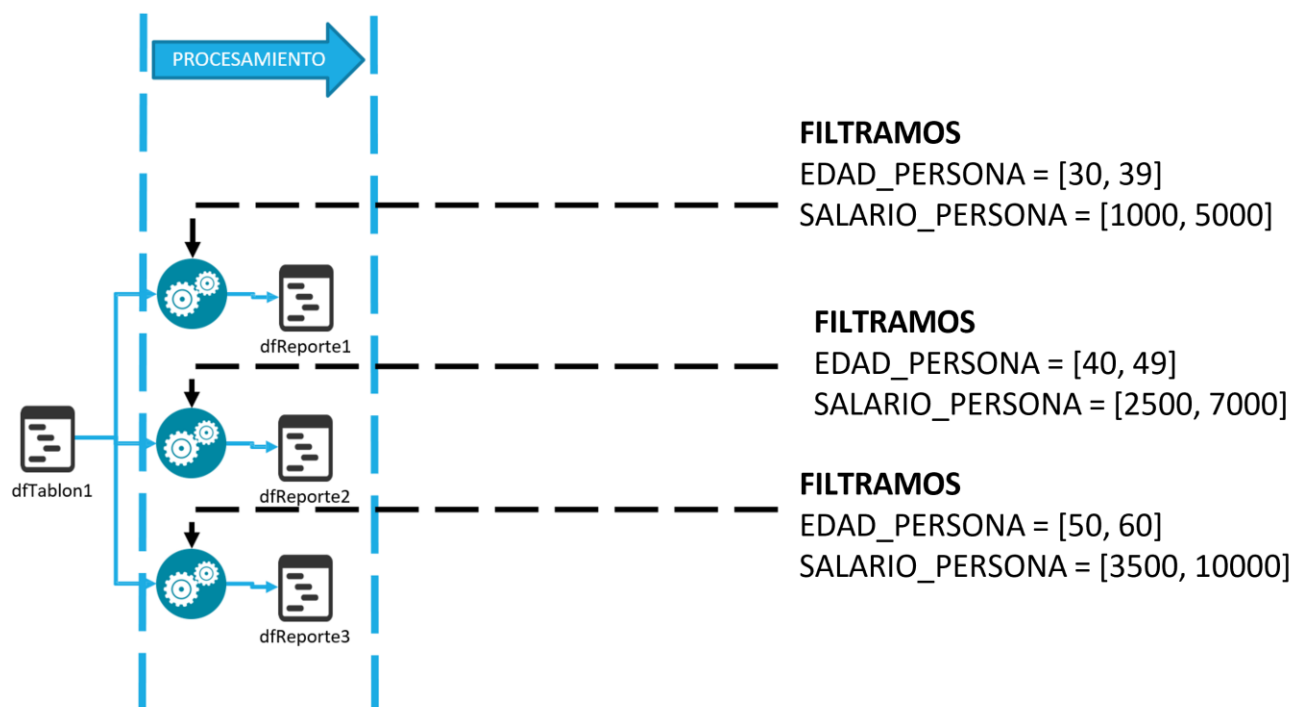 PROCESAMIENTO
FILTRAMOS
EDAD_PERSONA = [30, 39]
SALARIO_PERSONA = [1000, 5000]
dfReporte1
FILTRAMOS
EDAD_PERSONA = [40, 49]
SALARIO_PERSONA = [2500, 7000]
dfTablon1
dfReporte2
FILTRAMOS
EDAD_PERSONA = [50, 60]
SALARIO_PERSONA = [3500, 10000]
dfReporte3